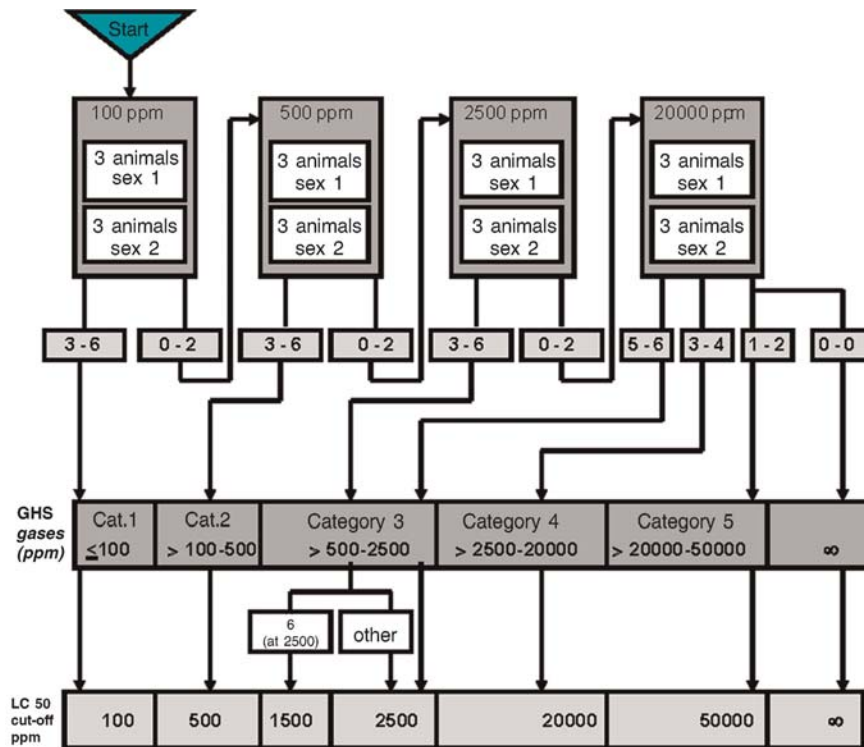 Start
100 ppm
500 ppm
2500 ppm
20000 ppm
3 animals
sex 1
3 animals
sex 1
3 animals
sex 1
3 animals
sex 1
3 animals
sex 2
3 animals
sex 2
3 animals
sex 2
3 animals
sex 2
3 - 6
0 - 2
3 - 6
0 - 2
3 - 6
0 - 2
5 - 6
3 - 4
1 - 2
0 - 0
GHS
gases
(ppm)
Cat.1
≤100
Cat.2
> 100-500
Category 3
> 500-2500
Category 4
> 2500-20000
Category 5
> 20000-50000
∞
6
(at 2500)
other
LC 50
cut-off
ppm
100
500
1500
2500
20000
50000
∞